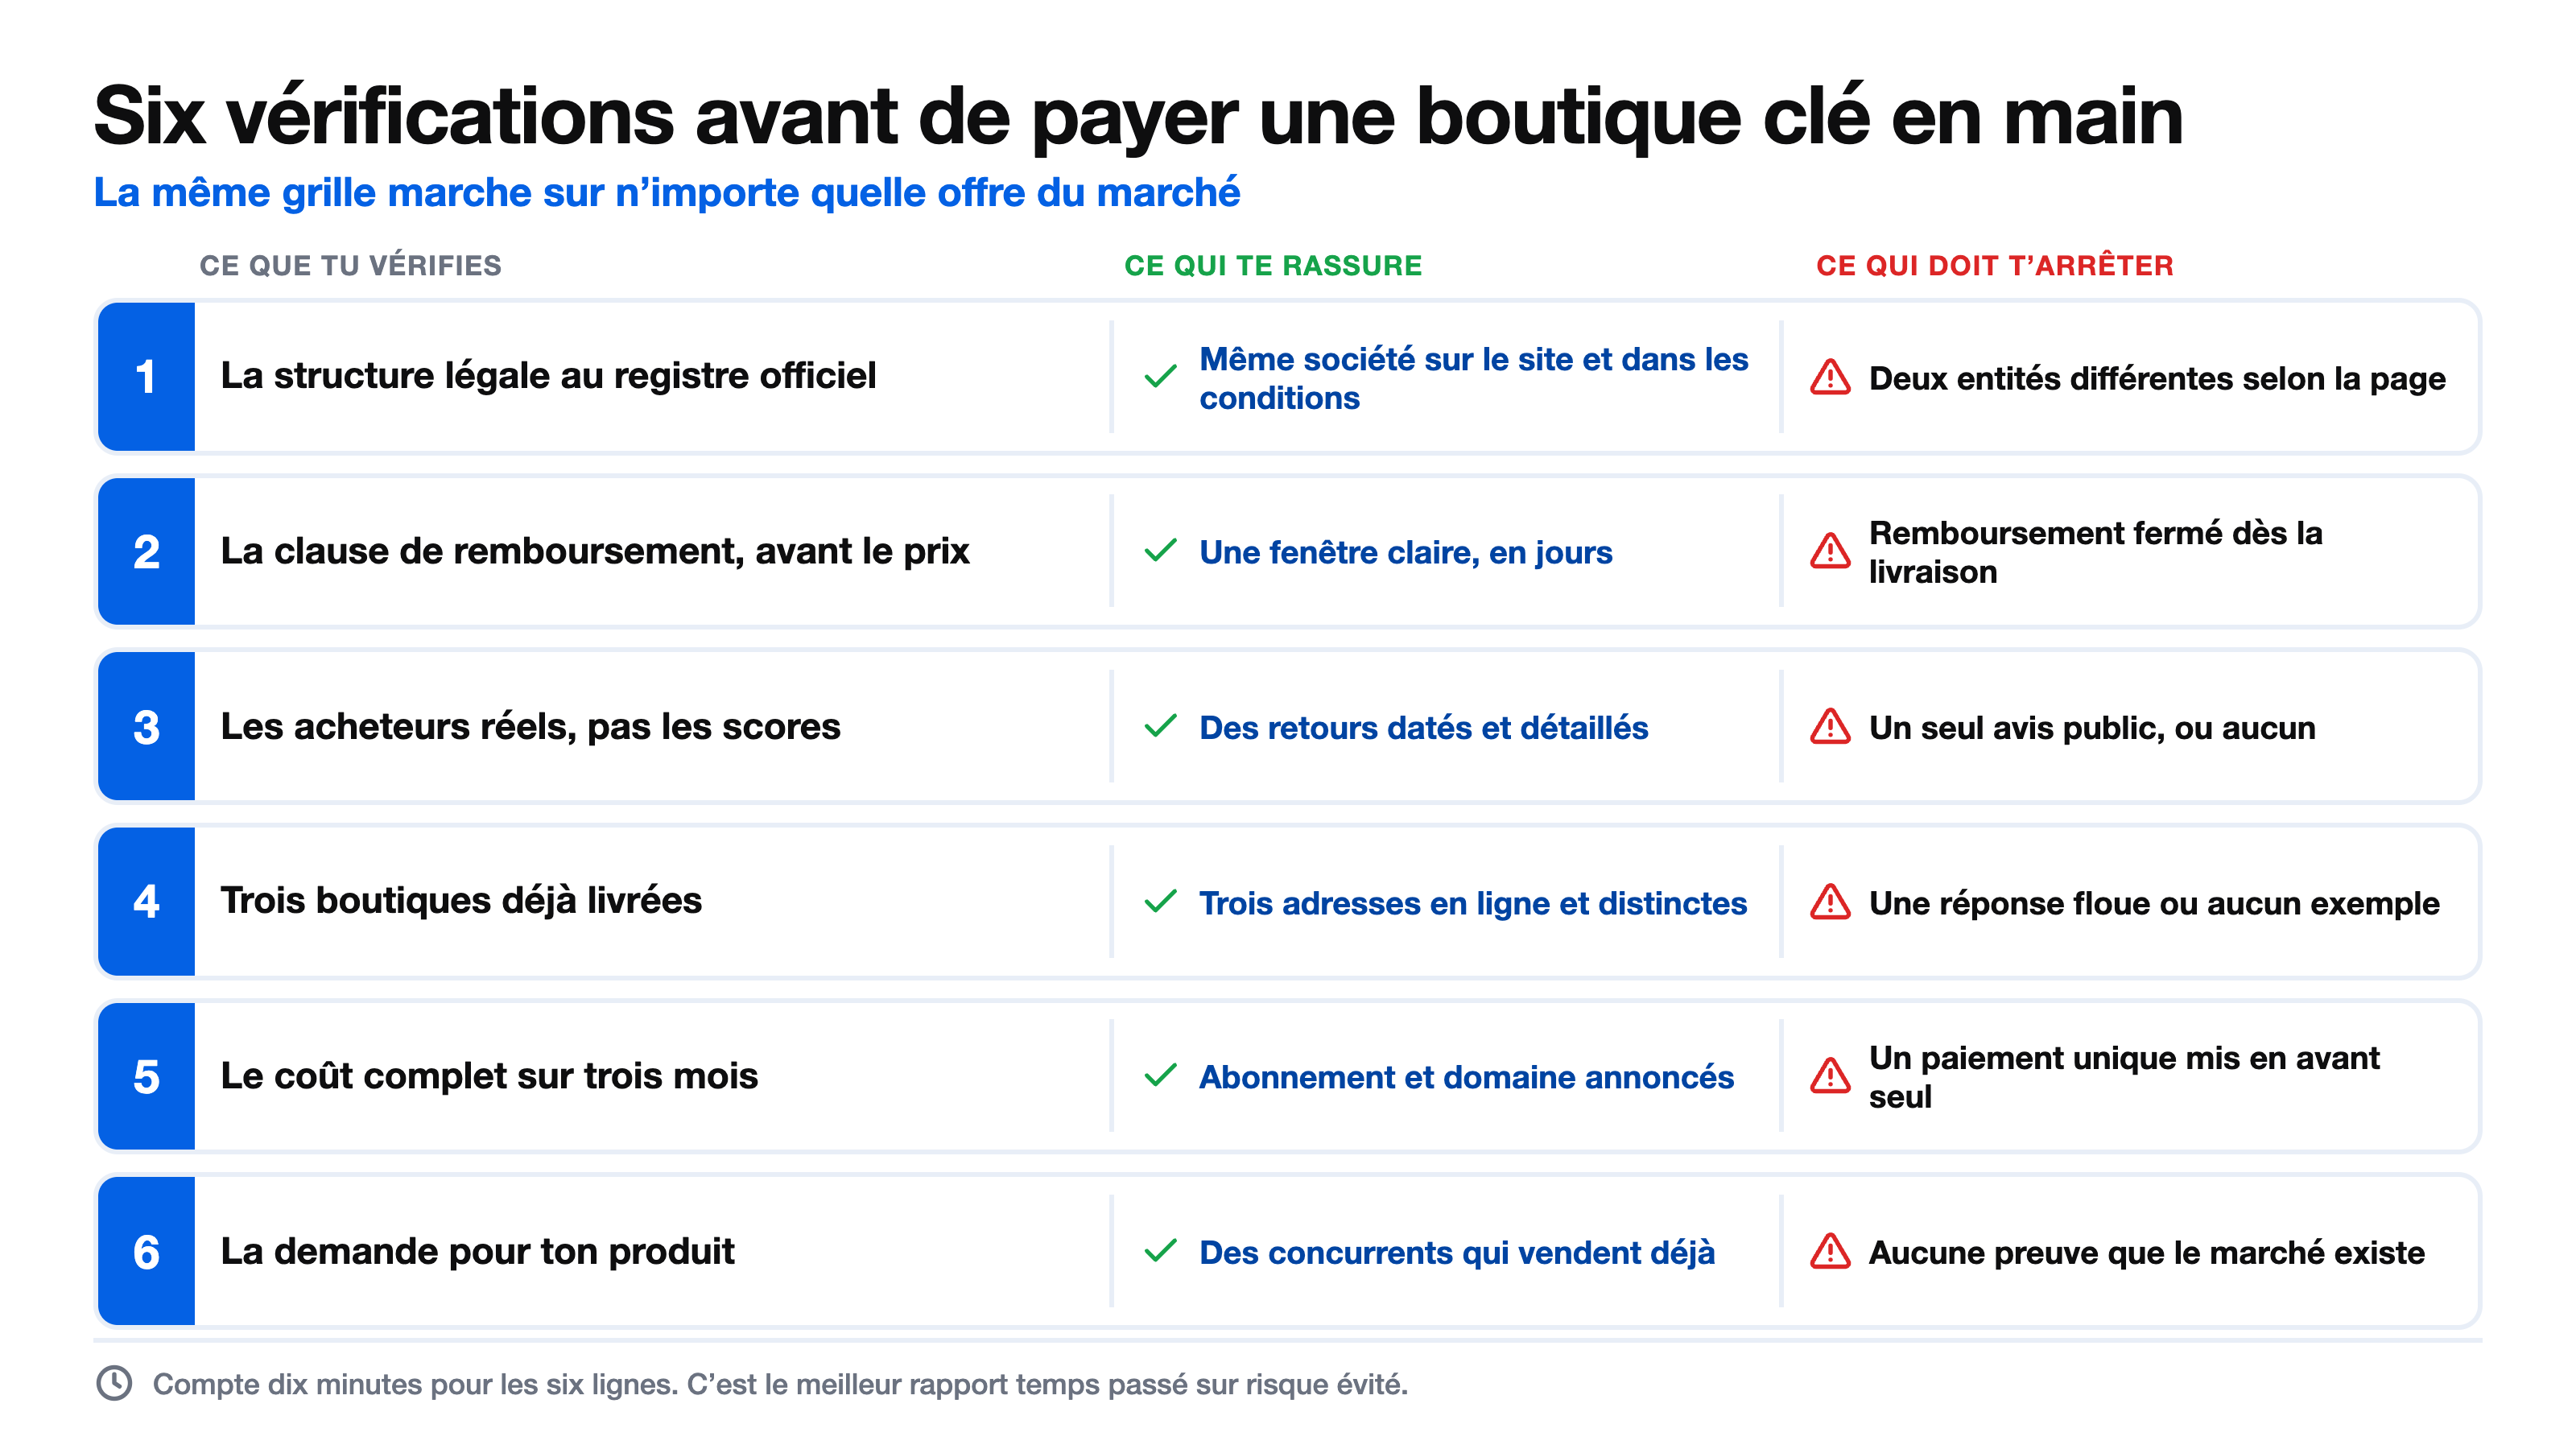 Six vérifications avant de payer une boutique clé en main
La même grille marche sur n’importe quelle offre du marché
CE QUE TU VÉRIFIES
CE QUI TE RASSURE
CE QUI DOIT T’ARRÊTER
1
La structure légale au registre officiel
Même société sur le site et dans les
conditions
Deux entités différentes selon la page
2
La clause de remboursement, avant le prix
Une fenêtre claire, en jours
Remboursement fermé dès la
livraison
3
Les acheteurs réels, pas les scores
Des retours datés et détaillés
Un seul avis public, ou aucun
4
Trois boutiques déjà livrées
Trois adresses en ligne et distinctes
Une réponse floue ou aucun exemple
5
Le coût complet sur trois mois
Abonnement et domaine annoncés
Un paiement unique mis en avant
seul
6
La demande pour ton produit
Des concurrents qui vendent déjà
Aucune preuve que le marché existe
Compte dix minutes pour les six lignes. C’est le meilleur rapport temps passé sur risque évité.